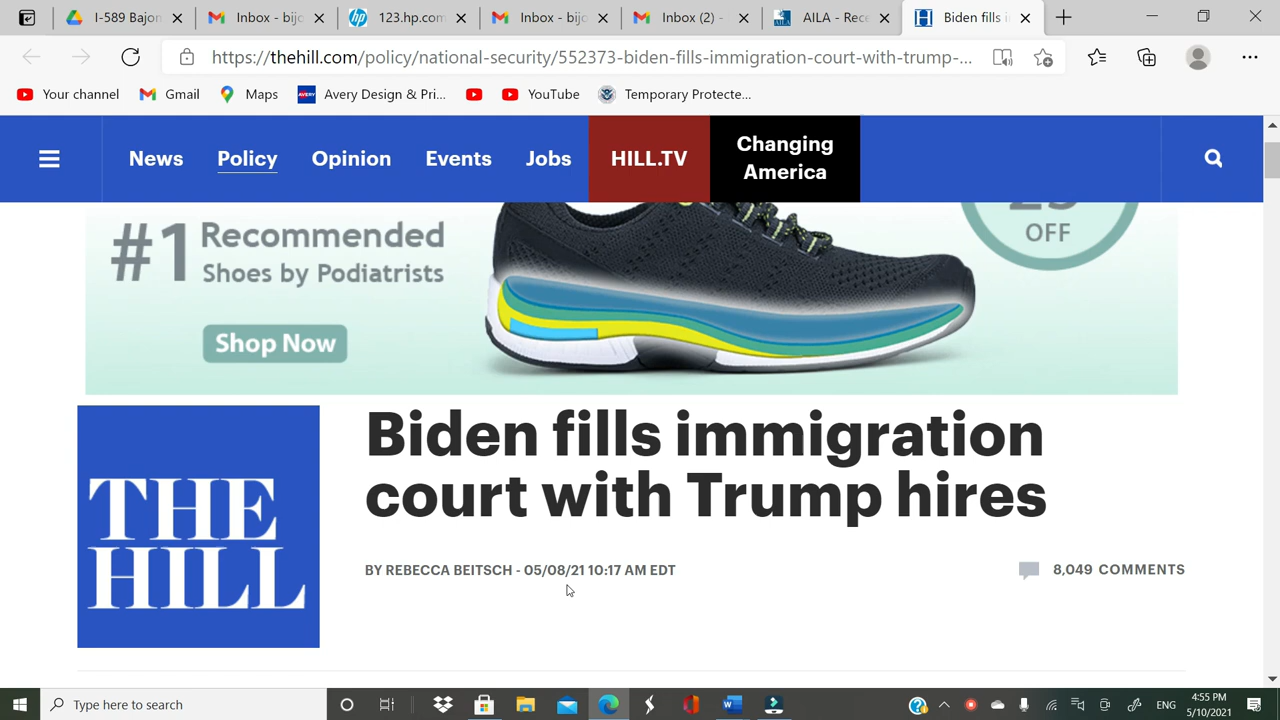 I-589 Bajon
Inbox - bijc
123.hp.com
Inbox - bijc
Inbox (2) -
AILA - Rece
Biden fills i
https://thehill.com/policy/national-security/552373-biden-fills-immigration-court-with-trump-...
Your channel
Gmail
Maps
Avery Design & Pri...
YouTube
Temporary Protecte...
News
Policy
Opinion
Events
Jobs
HILL.TV
Changing
America
#1 Recommended
Shoes by Podiatrists
Shop Now
OFF
THE
HILL
Biden fills immigration
court with Trump hires
BY REBECCA BEITSCH - 05/08/21 10:17 AM EDT
8,049 COMMENTS
Type here to search
ENG
4:55 PM
5/10/2021